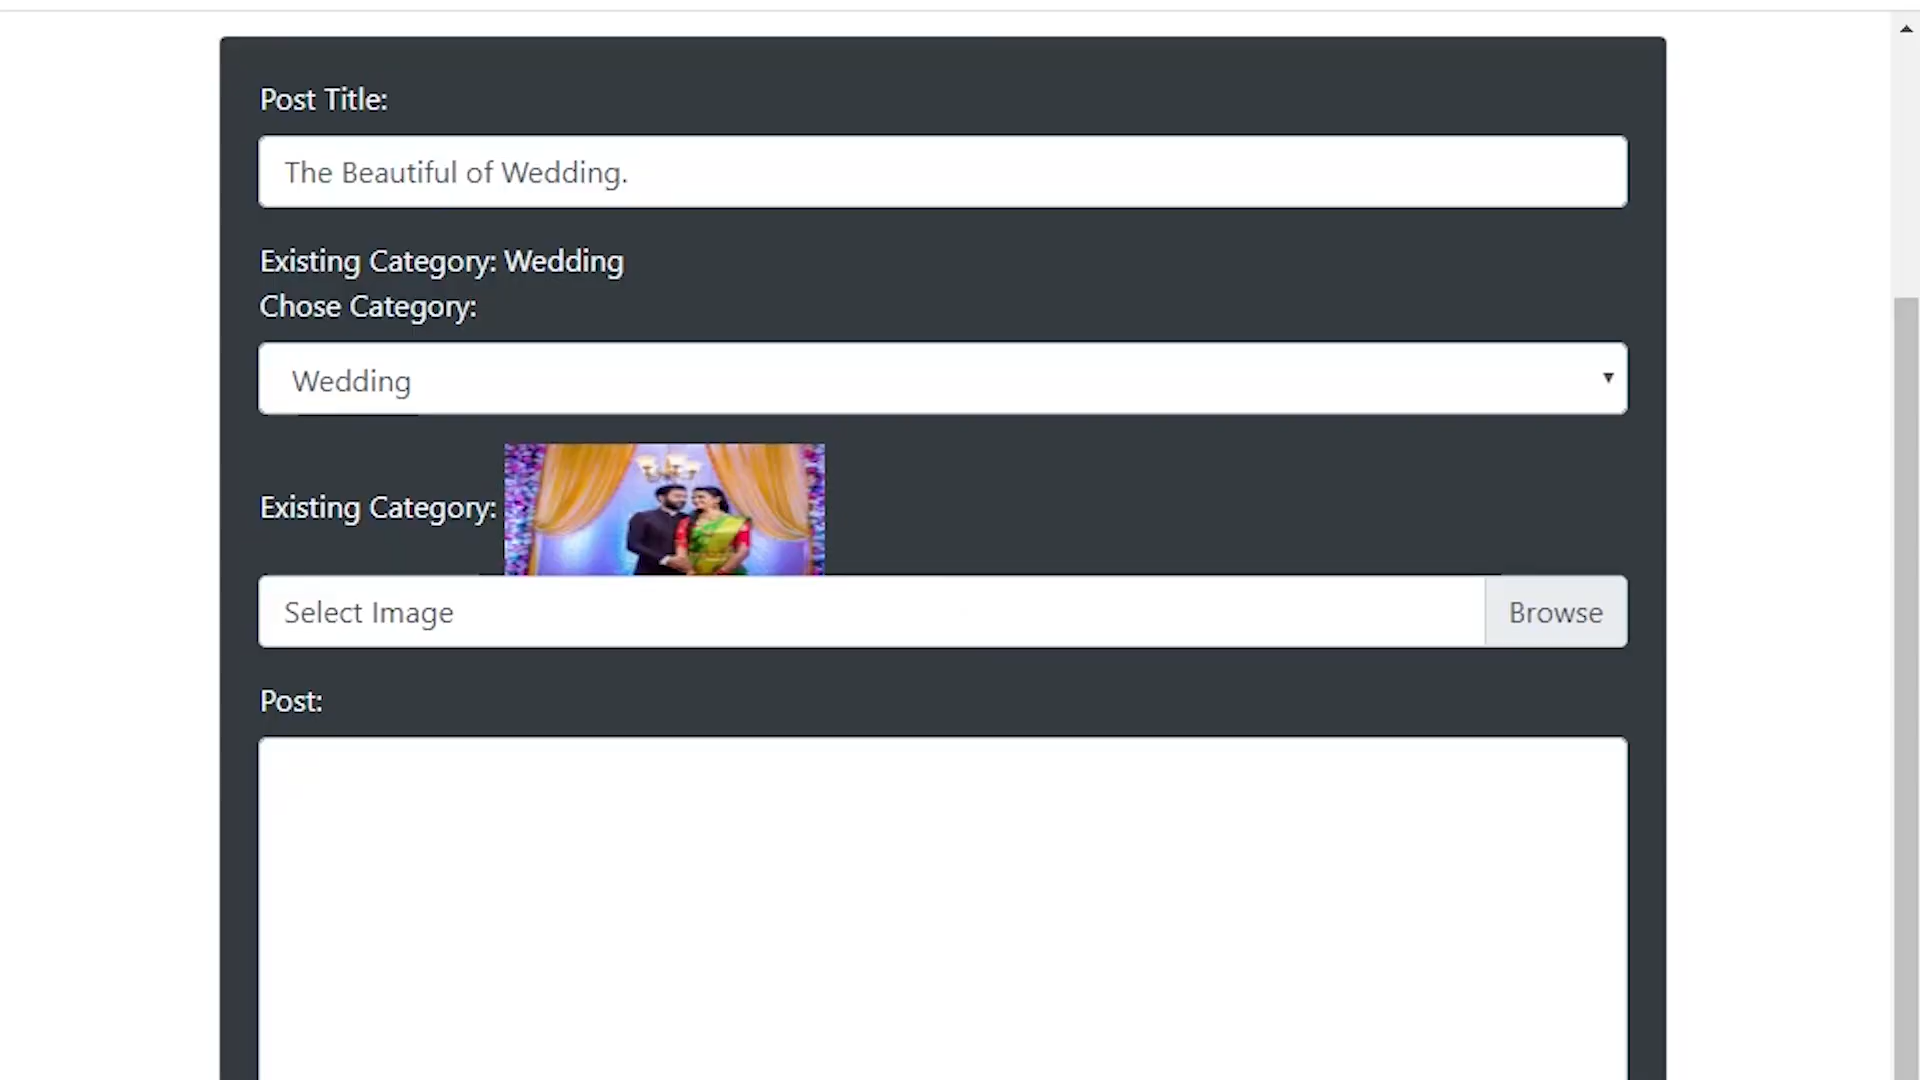 Post Title:
The Beautiful of Wedding.
Existing Category: Wedding
Chose Category:
Wedding
Existing Category:
Select Image
Browse
Post: